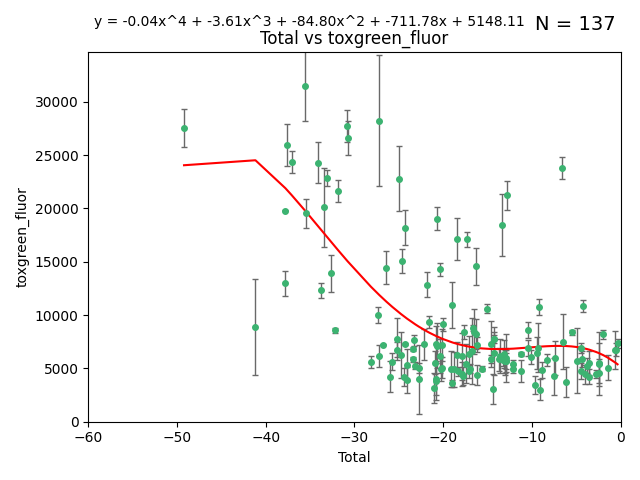 y = -0.04x^4 + -3.61x^3 + -84.80x^2 + -711.78x + 5148.11 N = 137
Total vs toxgreen_fluor
toxgreen_fluor
30000
25000
20000
15000
10000
5000
0
−60 −50 −40 −30 −20 −10 0
Total